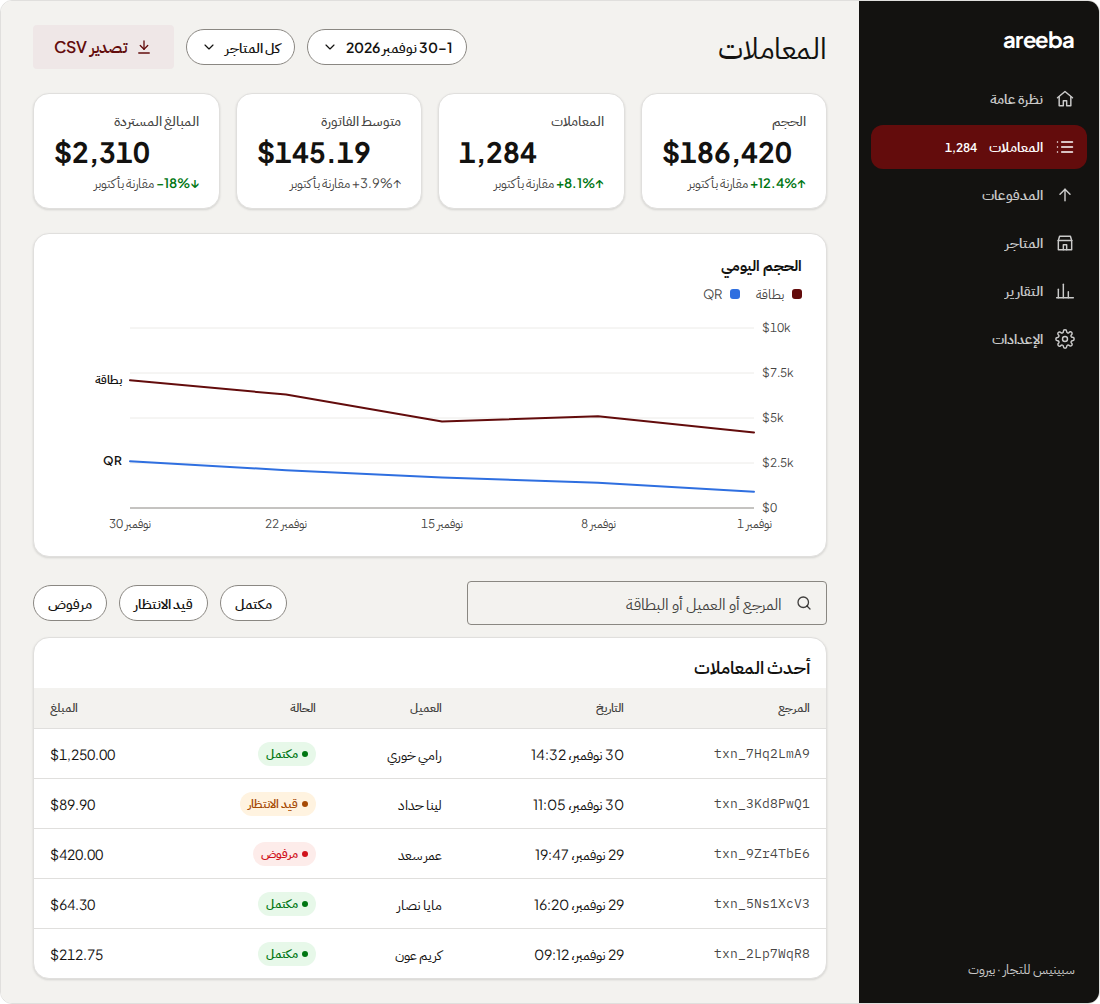 areeba
نظرة عامة
المعاملات 1,284
المدفوعات
المتاجر
التقارير
الإعدادات
سبينيس للتجار · بيروت
المعاملات
1–30 نوفمبر 2026
كل المتاجر
تصدير CSV
الحجم
$186,420
↑12.4%+ مقارنة بأكتوبر
المعاملات
1,284
↑8.1%+ مقارنة بأكتوبر
متوسط الفاتورة
$145.19
↑3.9%+ مقارنة بأكتوبر
المبالغ المستردة
$2,310
↓18%− مقارنة بأكتوبر
الحجم اليومي
بطاقة
QR
$10k
$7.5k
$5k
$2.5k
$0
بطاقة
QR
1 نوفمبر
8 نوفمبر
15 نوفمبر
22 نوفمبر
30 نوفمبر
المرجع أو العميل أو البطاقة
مكتمل
قيد الانتظار
مرفوض
أحدث المعاملات
المرجع التاريخ العميل الحالة المبلغ
txn_7Hq2LmA9 30 نوفمبر، 14:32 رامي خوري مكتمل $1,250.00
txn_3Kd8PwQ1 30 نوفمبر، 11:05 لينا حداد قيد الانتظار $89.90
txn_9Zr4TbE6 29 نوفمبر، 19:47 عمر سعد مرفوض $420.00
txn_5Ns1XcV3 29 نوفمبر، 16:20 مايا نصار مكتمل $64.30
txn_2Lp7WqR8 29 نوفمبر، 09:12 كريم عون مكتمل $212.75